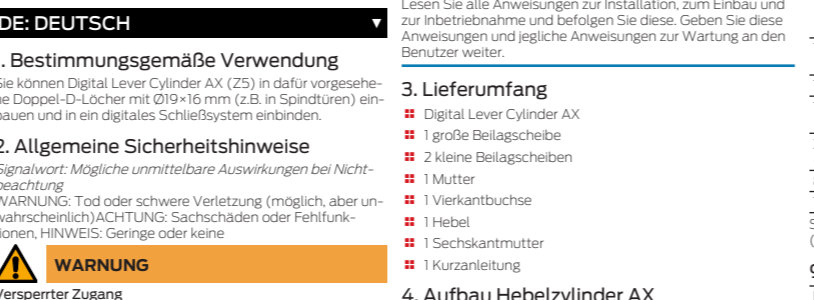 DE: DEUTSCH
. Bestimmungsgemäße Verwendung
Sie können Digital Lever Cylinder AX (Z5) in dafür vorgesehe-
ne Doppel-D-Löcher mit Ø19×16 mm (z.B. in Spindtüren) ein-
bauen und in ein digitales Schließsystem einbinden.
2. Allgemeine Sicherheitshinweise
Signalwort: Mögliche unmittelbare Auswirkungen bei Nicht-
beachtung
WARNUNG: Tod oder schwere Verletzung (möglich, aber un-
wahrscheinlich)ACHTUNG: Sachschäden oder Fehlfunk-
tionen, HINWEIS: Geringe oder keine
WARNUNG
Versperrter Zugang
Lesen Sie alle Anweisungen zur Installation, zum Einbau und
zur Inbetriebnahme und befolgen Sie diese. Geben Sie diese
Anweisungen und jegliche Anweisungen zur Wartung an den
Benutzer weiter.
3. Lieferumfang
Digital Lever Cylinder AX
1 große Beilagscheibe
2 kleine Beilagscheiben
1 Mutter
1 Vierkantbuchse
1 Hebel
1 Sechskantmutter
1 Kurzanleitung
4. Aufbau Hebelzylinder AX